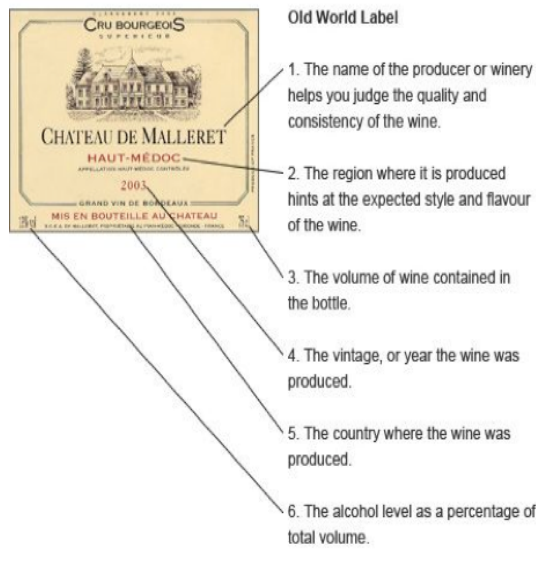 CRU BOURGEOIS
SUPERIEUR
CHATEAU DE MALLERET
HAUT-MÉDOC
APPELLATION HAUT-MÉDOC CONTRÔLÉE
2003
GRAND VIN DE BORDEAUX
MIS EN BOUTEILLE AU CHATEAU
Old World Label
1. The name of the producer or winery
helps you judge the quality and
consistency of the wine.
2. The region where it is produced
hints at the expected style and flavour
of the wine.
3. The volume of wine contained in
the bottle.
4. The vintage, or year the wine was
produced.
5. The country where the wine was
produced.
6. The alcohol level as a percentage of
total volume.